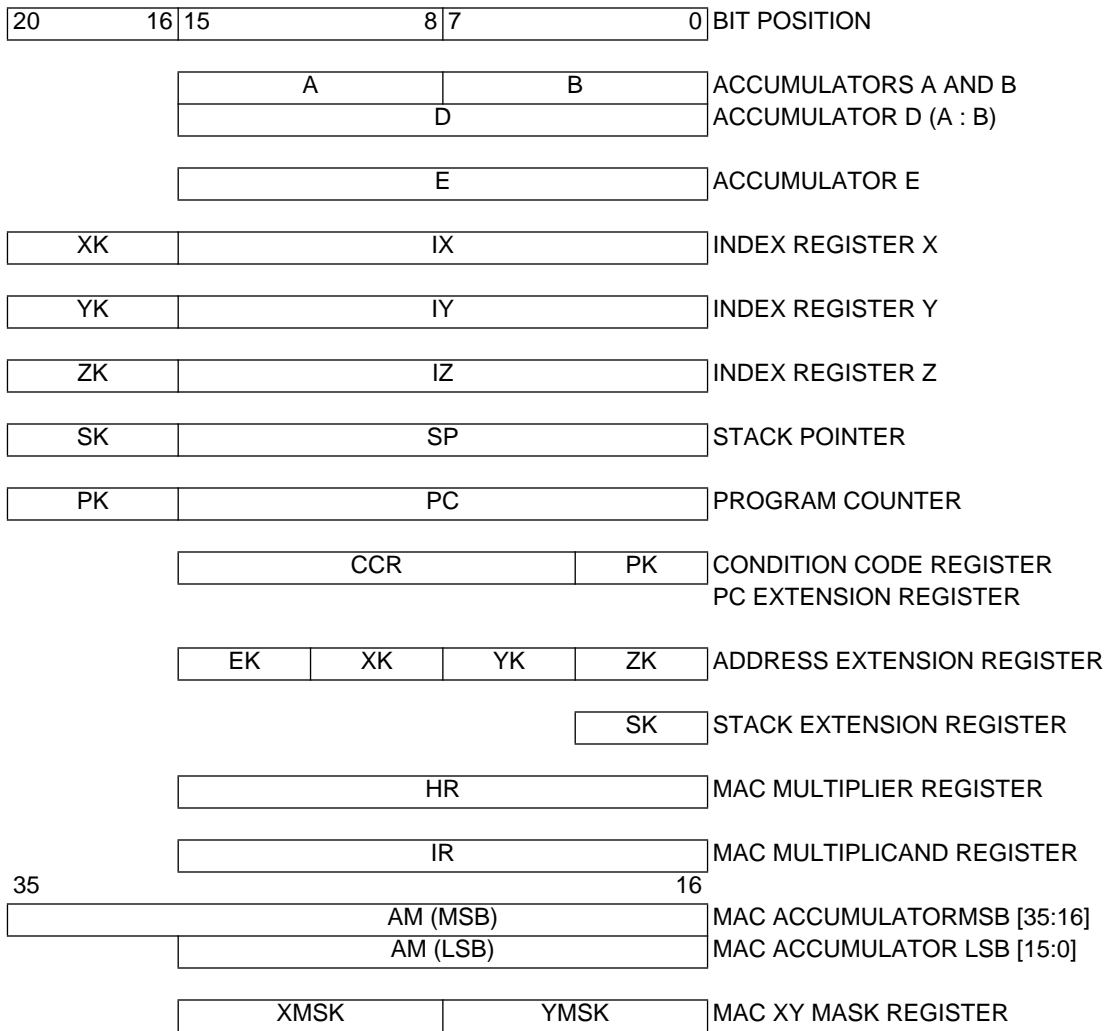 20 16 15 8 7 0 BIT POSITION
A B ACCUMULATORS A AND B
D ACCUMULATOR D (A : B)
E ACCUMULATOR E
XK IX INDEX REGISTER X
YK IY INDEX REGISTER Y
ZK IZ INDEX REGISTER Z
SK SP STACK POINTER
PK PC PROGRAM COUNTER
CCR PK CONDITION CODE REGISTER
PC EXTENSION REGISTER
EK XK YK ZK ADDRESS EXTENSION REGISTER
SK STACK EXTENSION REGISTER
HR MAC MULTIPLIER REGISTER
IR MAC MULTIPLICAND REGISTER
35 16
AM (MSB) MAC ACCUMULATORMSB [35:16]
AM (LSB) MAC ACCUMULATOR LSB [15:0]
XMSK YMSK MAC XY MASK REGISTER